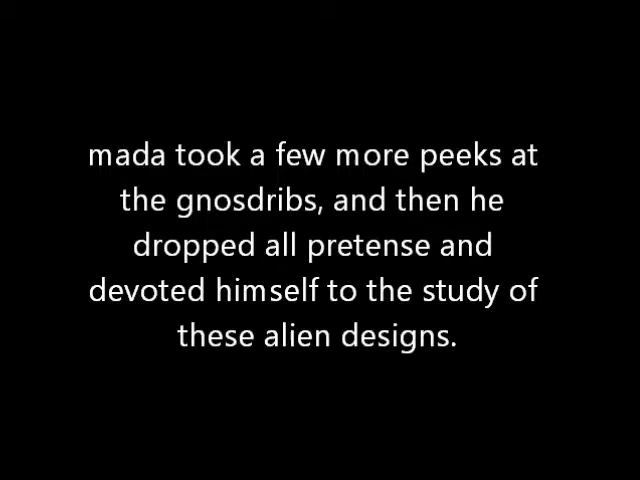 mada took a few more peeks at
the gnosdribs, and then he
dropped all pretense and
devoted himself to the study of
these alien designs.